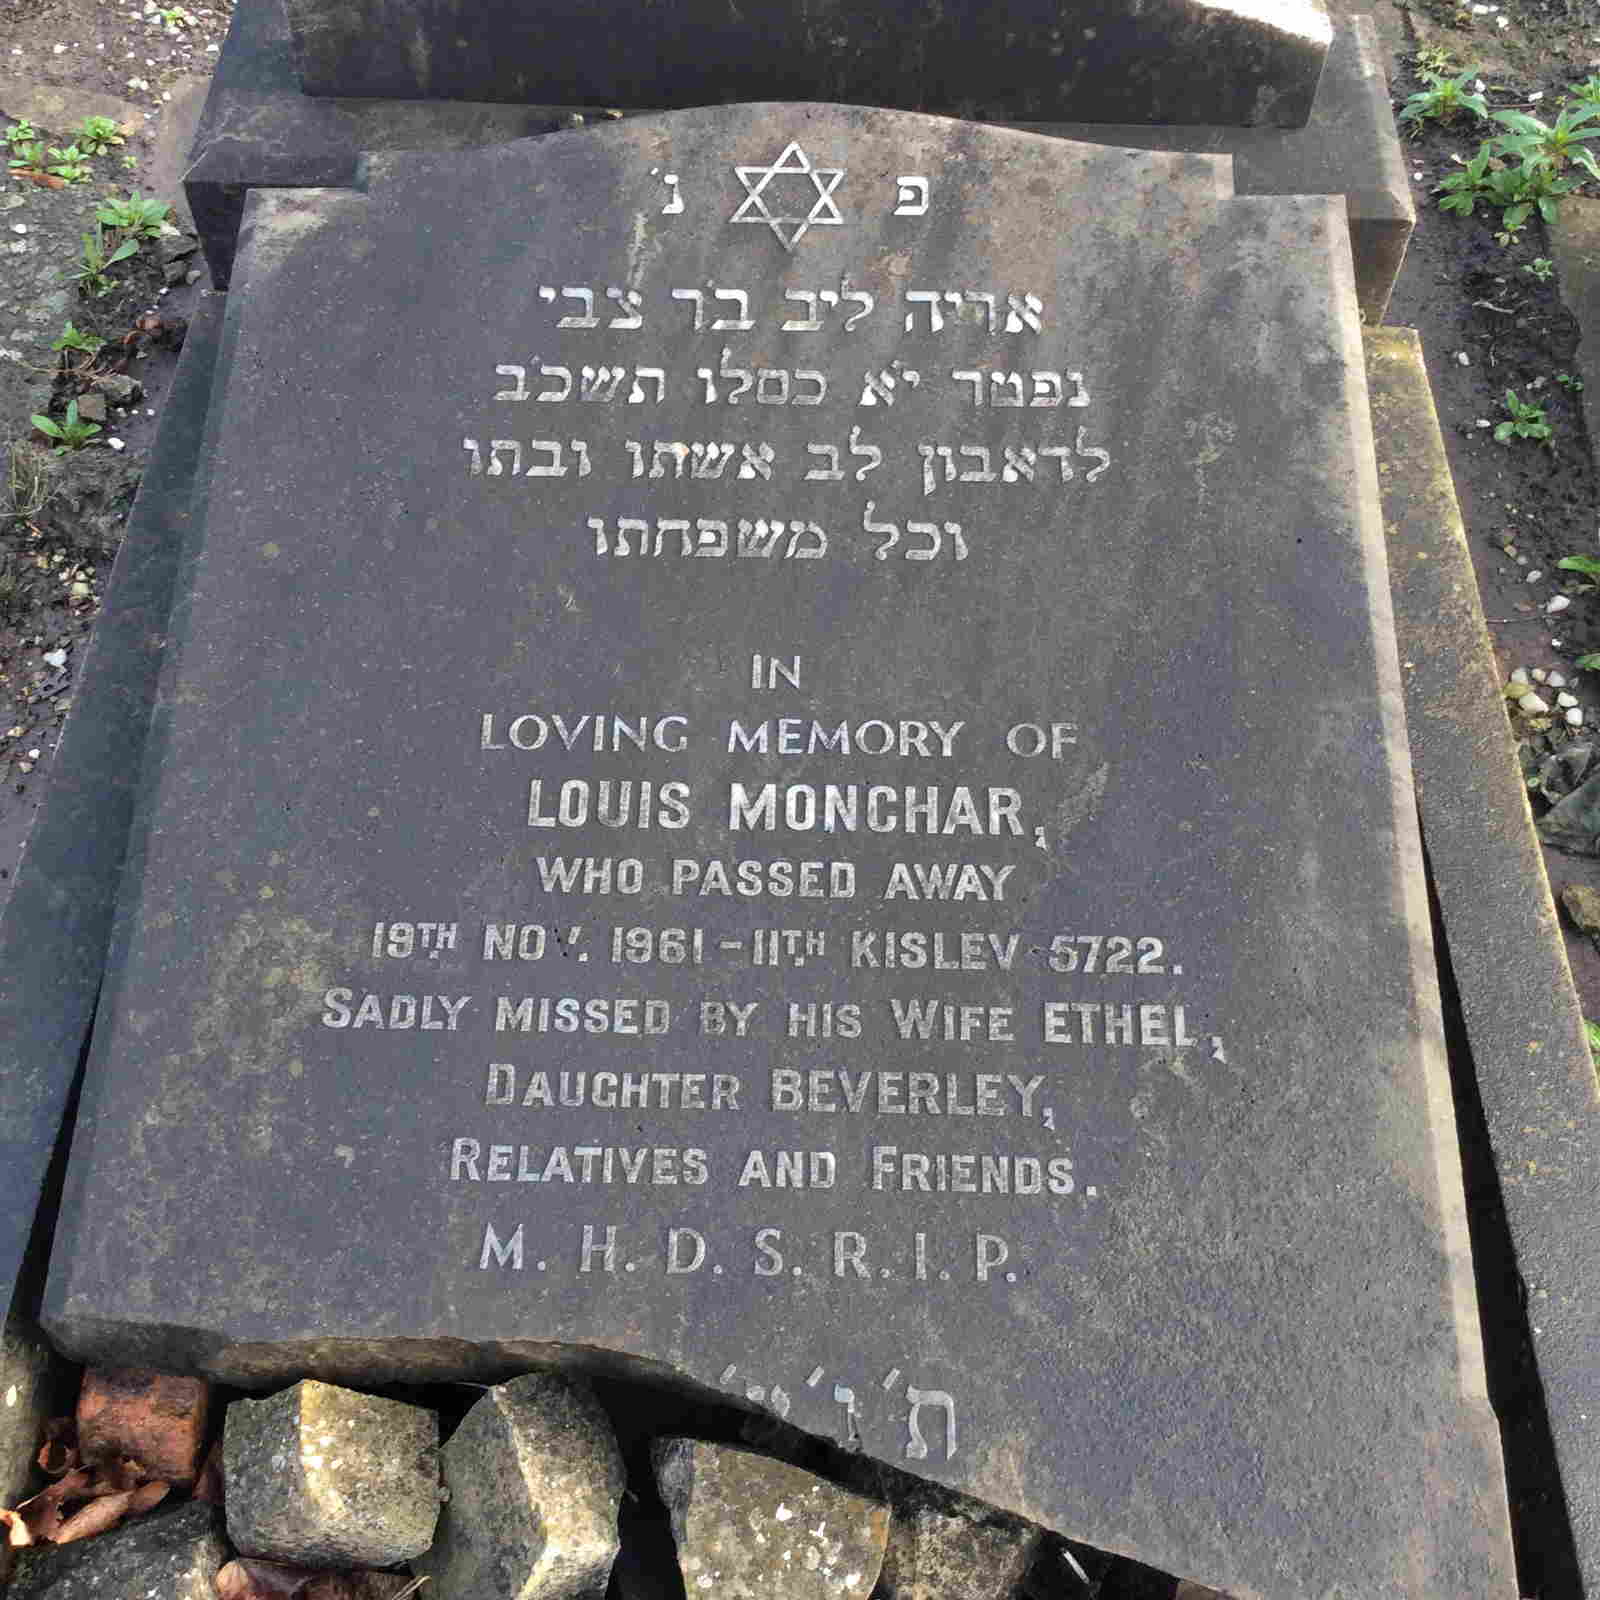 פ נ'
אריה ליב בר צבי
נפטר י'א כסלו תשכ'ב
לדאבון לב אשתו ובתו
וכל משפחתו
IN
LOVING MEMORY OF
LOUIS MONCHAR,
WHO PASSED AWAY
19TH NOV. 1961 – 11TH KISLEV 5722.
SADLY MISSED BY HIS WIFE ETHEL,
DAUGHTER BEVERLEY,
RELATIVES AND FRIENDS.
M. H. D. S. R. I. P.